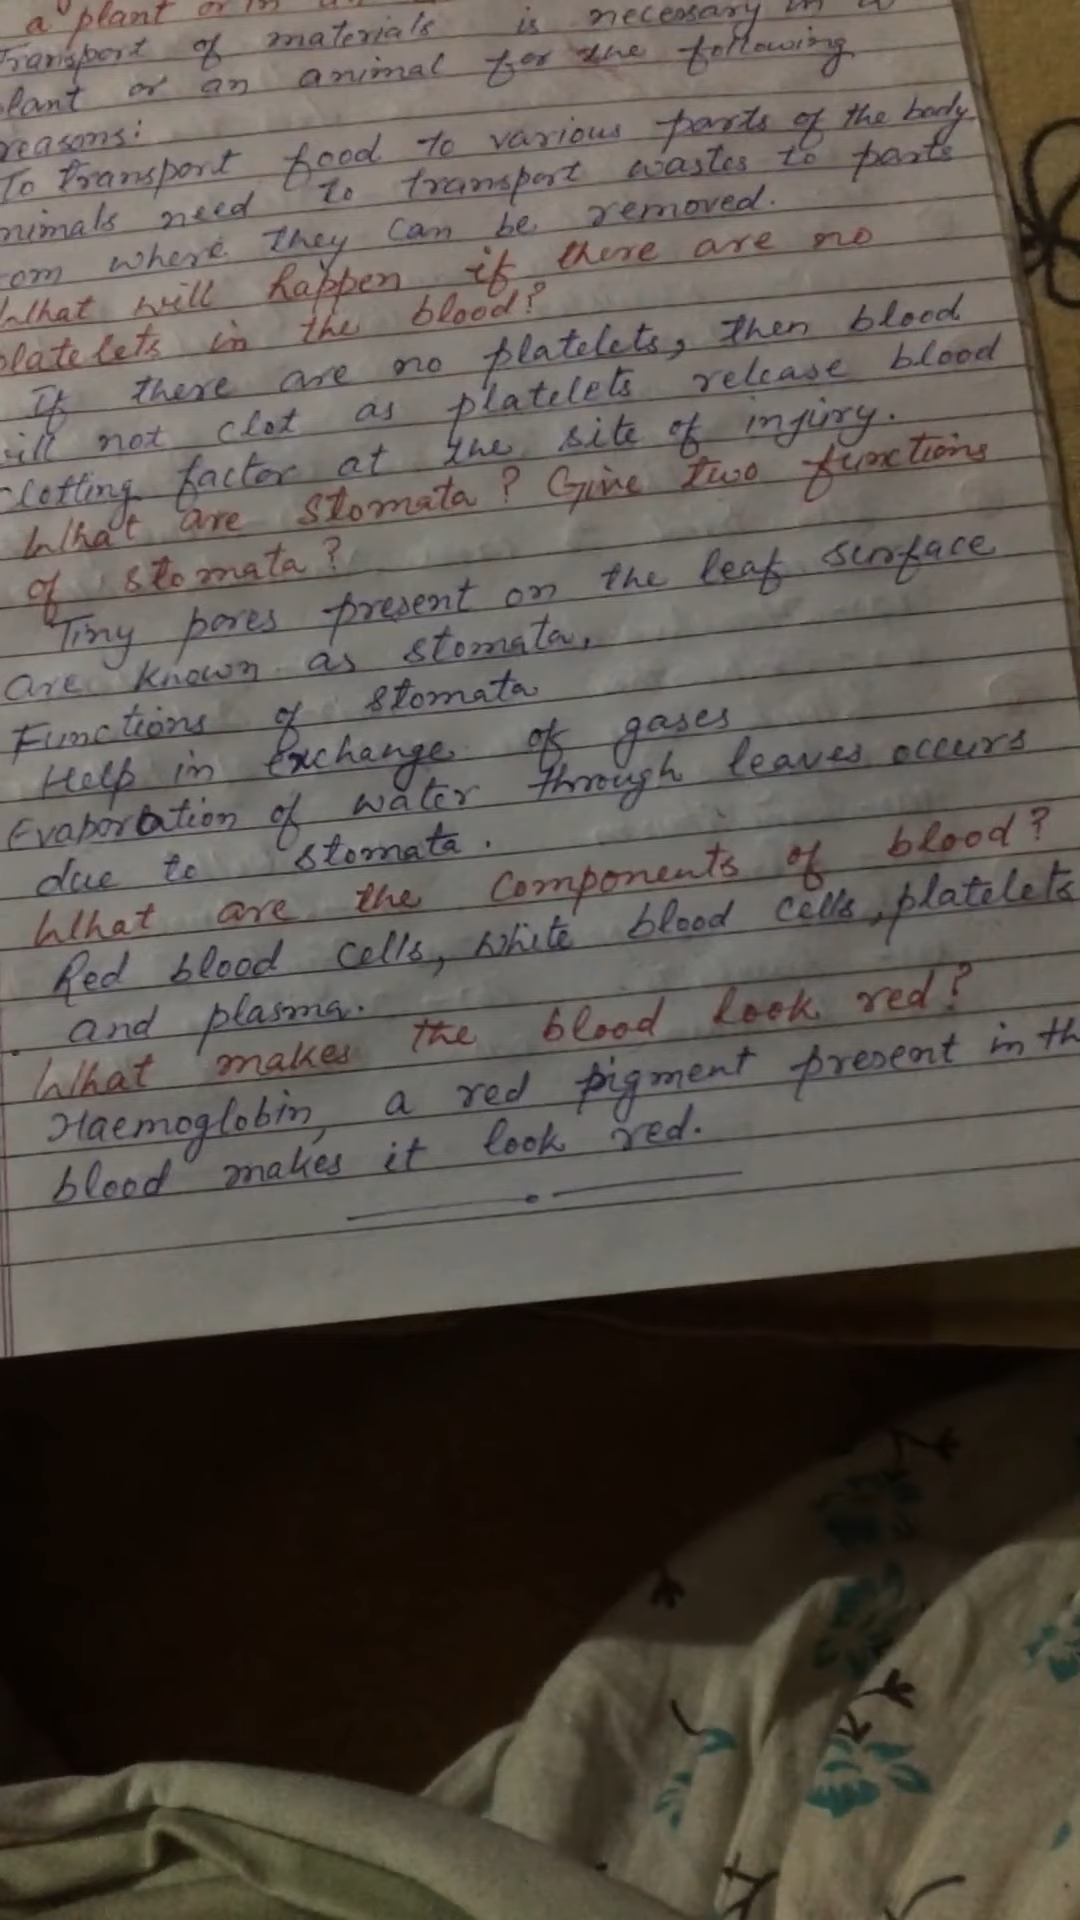 a plant or in
Transport of materials is necessary in a
plant or an animal for the following
reasons:
To transport food to various parts of the body
nimals need to transport wastes to parts
rom where they can be removed.
What will happen if there are no
platelets in the blood?
If there are no platelets, then blood
will not clot as platelets release blood
clotting factor at the site of injury.
What are stomata? Give two functions
of stomata?
Tiny pores present on the leaf surface
are known as stomata.
Functions of stomata
Help in exchange of gases
Evaporation of water through leaves occurs
due to stomata.
What are the components of blood?
Red blood cells, white blood cells, platelets
and plasma.
What makes the blood look red?
Haemoglobin, a red pigment present in th
blood makes it look red.